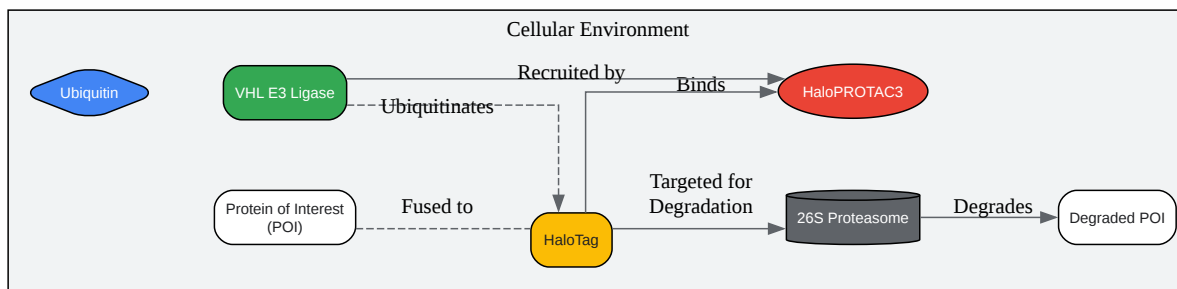 Cellular Environment
Ubiquitin
VHL E3 Ligase
Recruited by
Binds
HaloPROTAC3
Ubiquitinates
Protein of Interest
(POI)
Fused to
HaloTag
Targeted for
Degradation
26S Proteasome
Degrades
Degraded POI